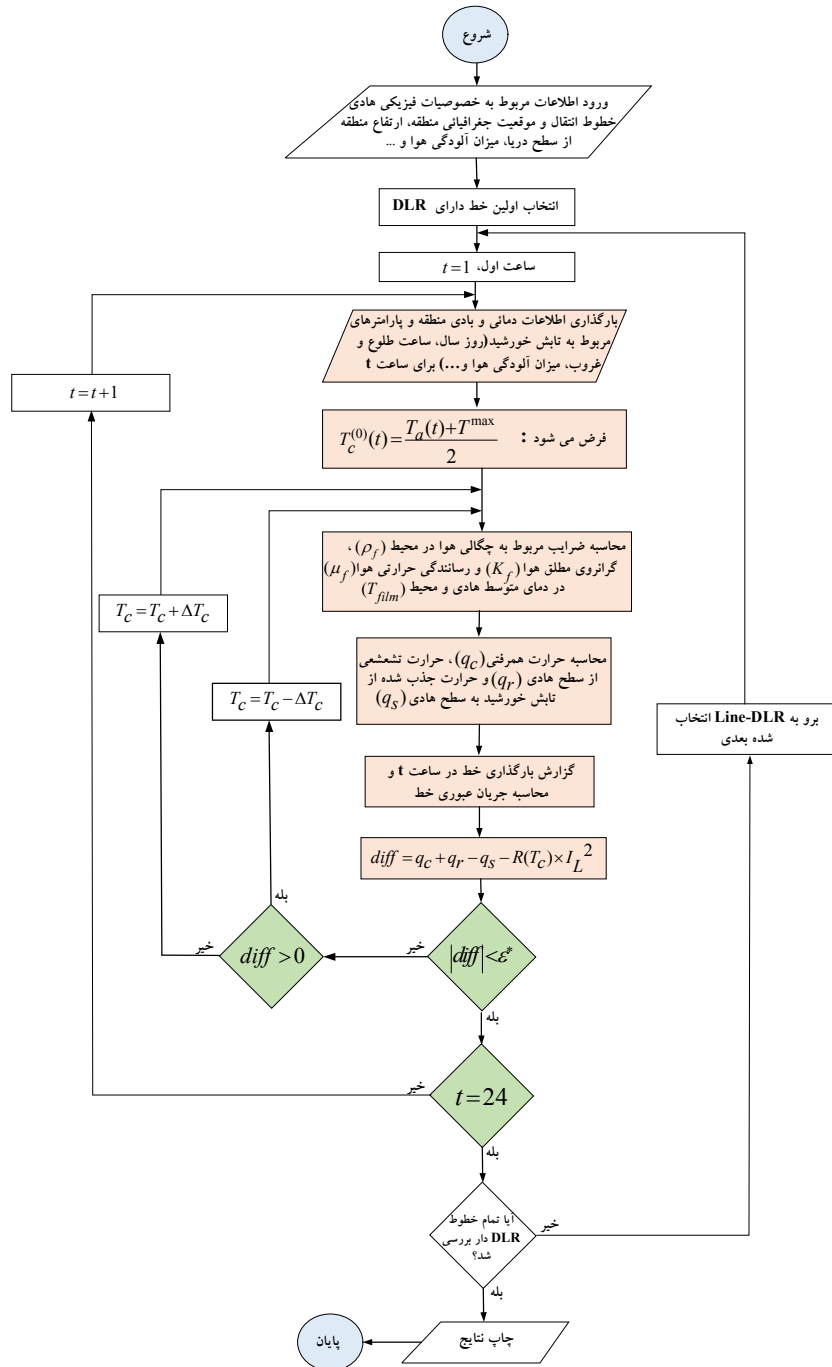 شروع
ورود اطلاعات مربوط به خصوصیات فیزیکی هادی
خطوط انتقال و موقعیت جغرافیائی منطقه، ارتفاع منطقه
از سطح دریا، میزان آلودگی هوا و ...
انتخاب اولین خط دارای DLR
ساعت اول، t=1
بارگذاری اطلاعات دمائی و بادی منطقه و پارامترهای
مربوط به تابش خورشید(روز سال، ساعت طلوع و
غروب، میزان آلودگی هوا و...) برای ساعت t
t=t+1
فرض می شود : T_c^{(0)}(t)=\frac{T_a(t)+T^{max}}{2}
محاسبه ضرایب مربوط به چگالی هوا در محیط (ρ_f) ،
گرانروی مطلق هوا (K_f) و رسانندگی حرارتی هوا(μ_f)
در دمای متوسط هادی و محیط (T_{film})
T_c=T_c+ΔT_c
محاسبه حرارت همرفتی(q_c)، حرارت تشعشعی
از سطح هادی (q_r) و حرارت جذب شده از
تابش خورشید به سطح هادی (q_s)
T_c=T_c−ΔT_c
برو به Line-DLR انتخاب
شده بعدی
گزارش بارگذاری خط در ساعت t و
محاسبه جریان عبوری خط
diff=q_c+q_r−q_s−R(T_c)×I_L^2
بله
خیر
diff>0
خیر
|diff|<ε*
بله
خیر
t=24
بله
آیا تمام خطوط
DLR دار بررسی
شد؟
خیر
بله
چاپ نتایج
پایان